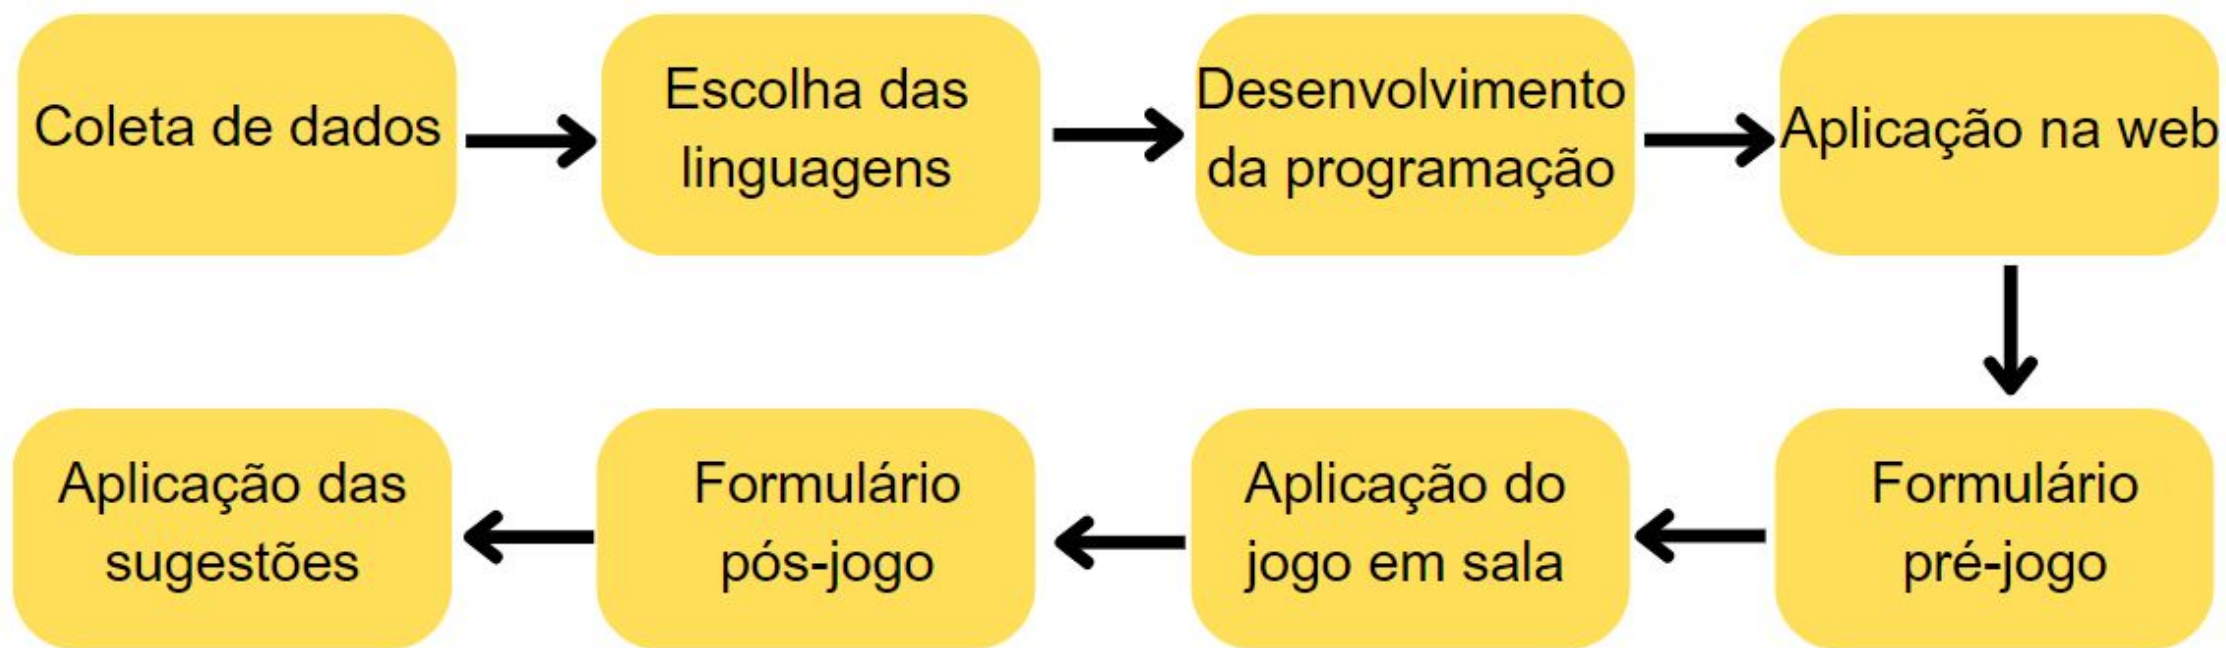 Coleta de dados
Escolha das
linguagens
Desenvolvimento
da programação
Aplicação na web
Formulário
pré-jogo
Aplicação do
jogo em sala
Formulário
pós-jogo
Aplicação das
sugestões